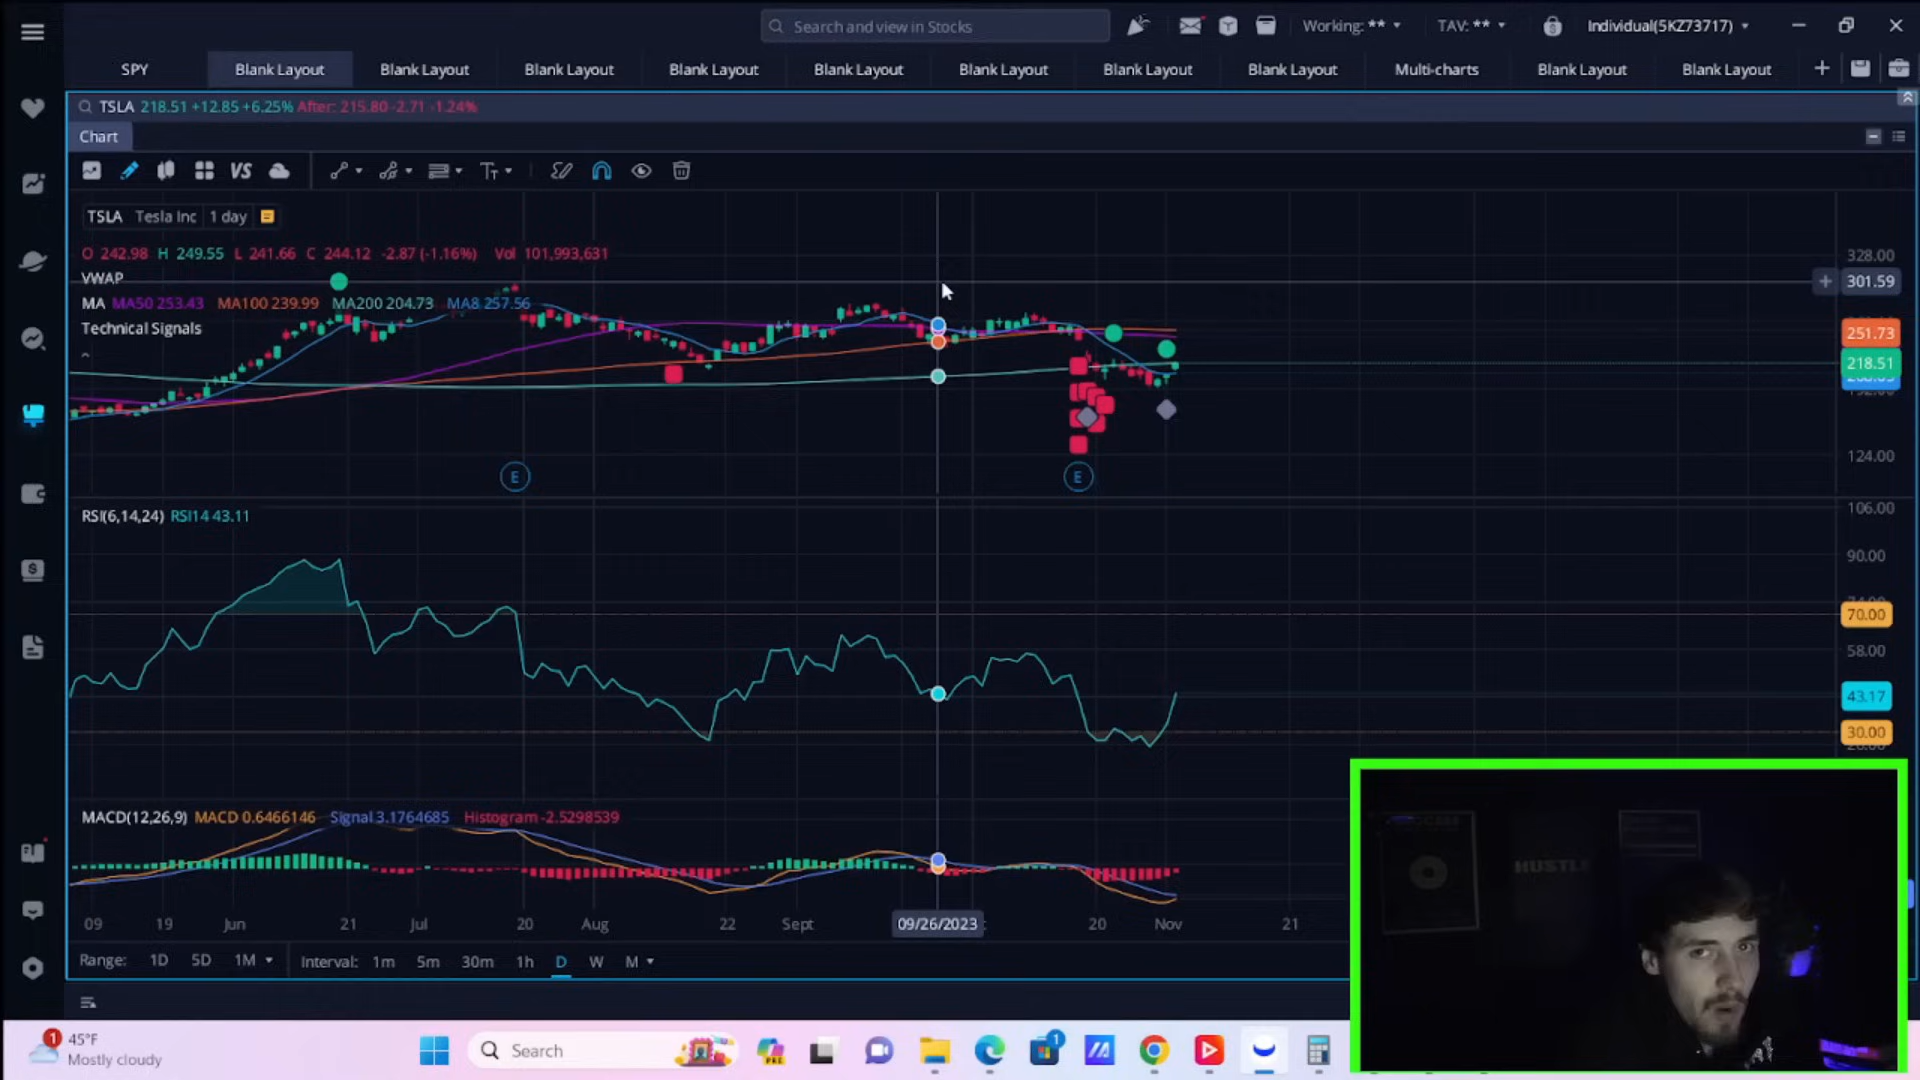 Search and view in Stocks
Working: **
TAV: **
Individual(5KZ73717)
SPY
Blank Layout
Blank Layout
Blank Layout
Blank Layout
Blank Layout
Blank Layout
Blank Layout
Blank Layout
Multi-charts
Blank Layout
Blank Layout
TSLA 218.51 +12.85 +6.25% After: 215.80 -2.71 -1.24%
Chart
VS
TSLA Tesla Inc 1 day
O 242.98 H 249.55 L 241.66 C 244.12 -2.87 (-1.16%) Vol 101,993,631
328.00
VWAP
301.59
MA MA50 253.43 MA100 239.99 MA200 204.73 MA8 257.56
Technical Signals
251.73
218.51
124.00
E
E
RSI(6,14,24) RSI14 43.11
106.00
90.00
70.00
58.00
43.17
30.00
MACD(12,26,9) MACD 0.6466146 Signal 3.1764685 Histogram -2.5298539
HUSTLE
09 19 Jun 21 Jul 20 Aug 22 Sept 09/26/2023 20 Nov 21
Range: 1D 5D 1M Interval: 1m 5m 30m 1h D W M
1
45°F
Mostly cloudy
Search
PRE
1